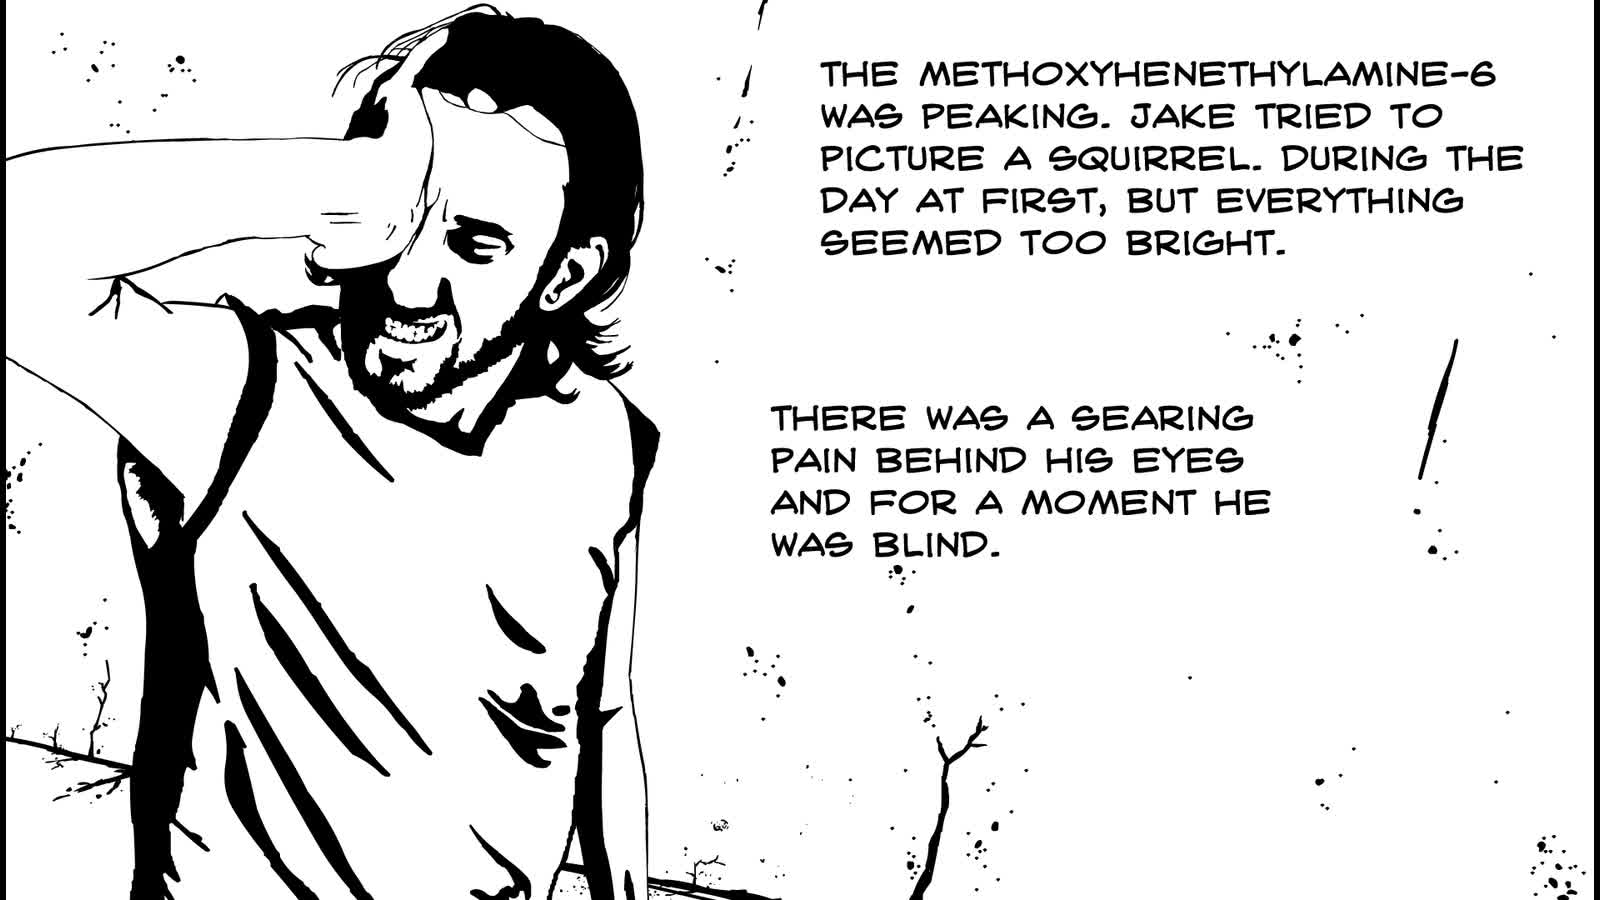 THE METHOXYHENETHYLAMINE-6
WAS PEAKING. JAKE TRIED TO
PICTURE A SQUIRREL. DURING THE
DAY AT FIRST, BUT EVERYTHING
SEEMED TOO BRIGHT.
THERE WAS A SEARING
PAIN BEHIND HIS EYES
AND FOR A MOMENT HE
WAS BLIND.